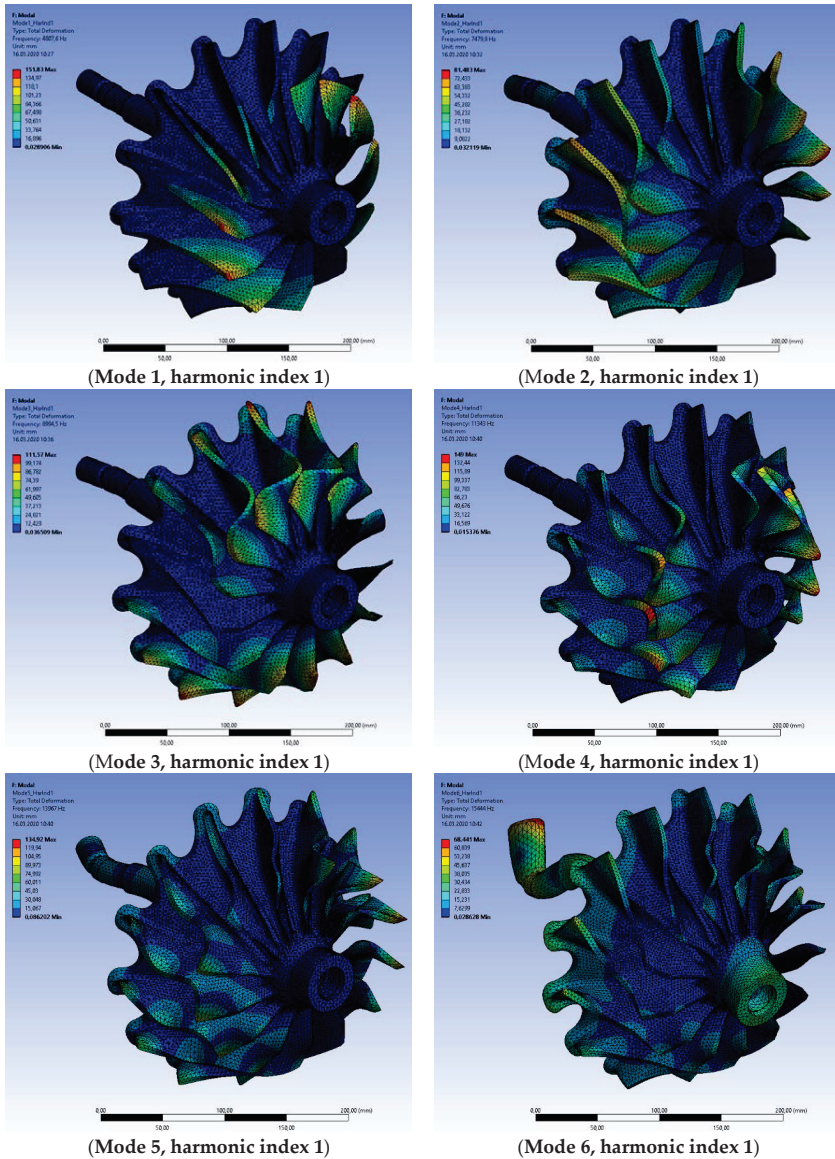 F: Modal
Mode1_HarInd1
Type: Total Deformation
Frequency: 4887,6 Hz
Unit: mm
16.03.2020 10:27
151,83 Max
134,97
118,1
101,23
84,366
67,498
50,631
33,764
16,896
0,028906 Min
0,00
100,00
200,00 (mm)
50,00
150,00
(Mode 1, harmonic index 1)
F: Modal
Mode2_HarInd1
Type: Total Deformation
Unit: mm
16.03.2020 10:32
81,483 Max
72,433
63,383
54,332
45,282
36,232
27,182
18,132
9,0822
0,032119 Min
0,00
100,00
200,00 (mm)
50,00
150,00
(Mode 2, harmonic index 1)
F: Modal
Mode3_HarInd1
Type: Total Deformation
Frequency: 8994,5 Hz
Unit: mm
16.03.2020 10:36
111,57 Max
99,174
86,782
74,39
61,997
49,605
37,213
24,821
12,429
0,036509 Min
0,00
100,00
200,00 (mm)
50,00
150,00
(Mode 3, harmonic index 1)
F: Modal
Mode4_HarInd1
Type: Total Deformation
Frequency: 11343 Hz
Unit: mm
16.03.2020 10:40
149 Max
132,44
115,89
99,337
82,783
66,23
49,676
33,122
16,569
0,015376 Min
0,00
100,00
200,00 (mm)
50,00
150,00
(Mode 4, harmonic index 1)
F: Modal
Mode5_HarInd1
Type: Total Deformation
Frequency: 13967 Hz
Unit: mm
16.03.2020 10:40
134,92 Max
119,94
104,95
89,973
74,992
60,011
45,03
30,048
15,067
0,086202 Min
0,00
100,00
200,00 (mm)
50,00
150,00
(Mode 5, harmonic index 1)
F: Modal
Mode6_HarInd1
Type: Total Deformation
Frequency: 15444 Hz
Unit: mm
16.03.2020 10:42
68,441 Max
60,839
53,238
45,637
38,035
30,434
22,833
15,231
7,6299
0,028628 Min
0,00
100,00
200,00 (mm)
50,00
150,00
(Mode 6, harmonic index 1)